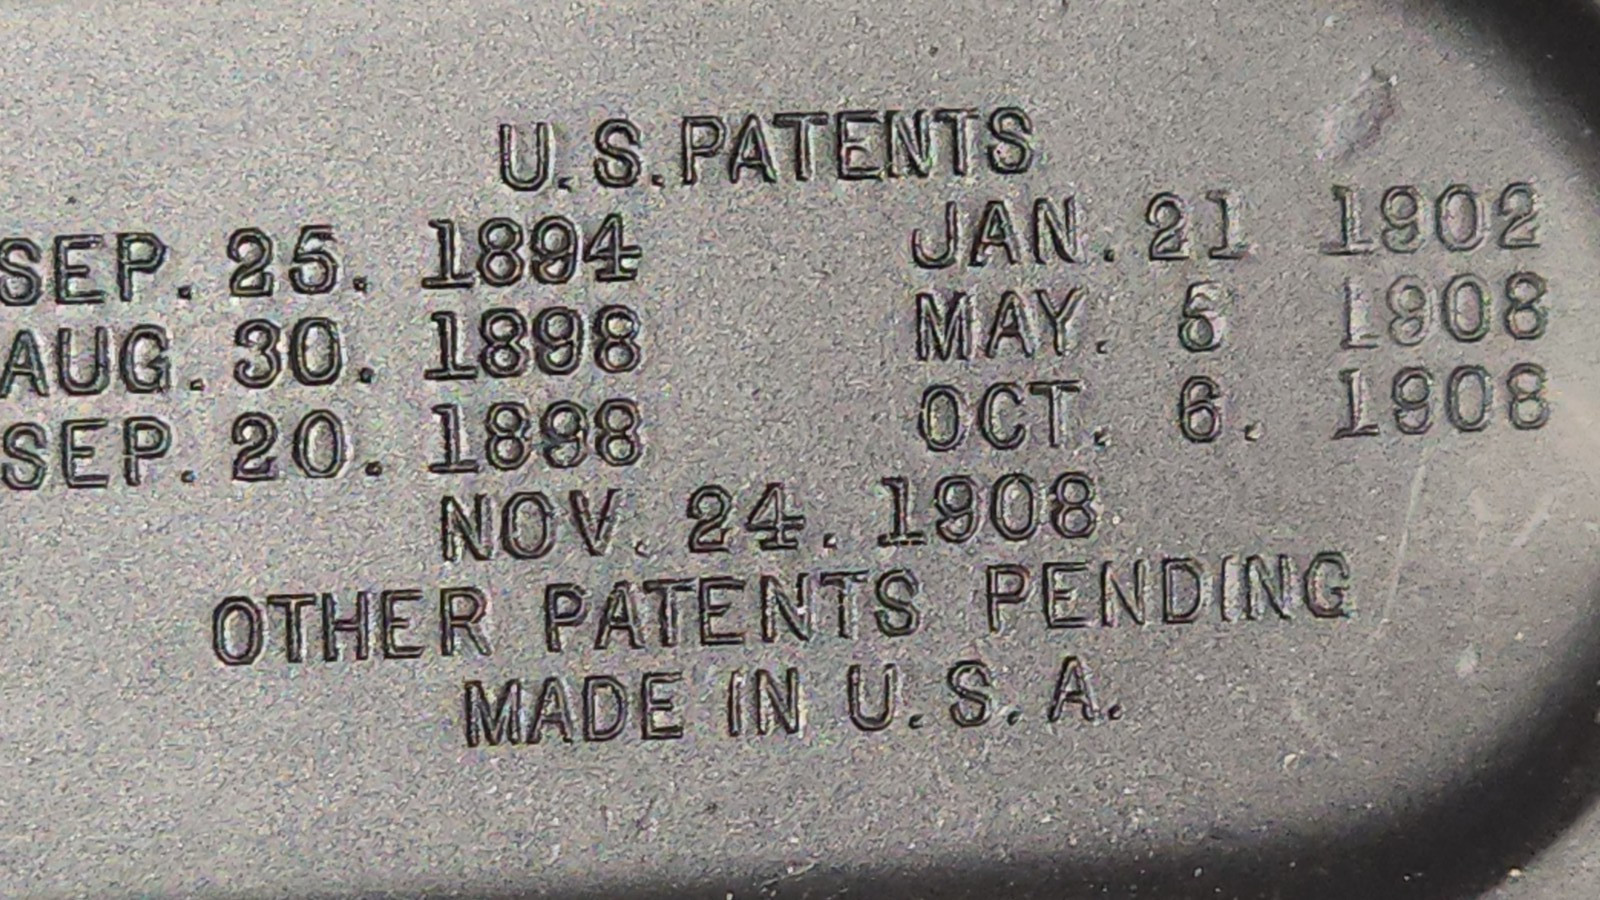 U.S.PATENTS
SEP. 25. 1894 JAN. 21 1902
AUG. 30. 1898 MAY. 5 1908
SEP. 20. 1898 OCT. 6. 1908
NOV. 24. 1908
OTHER PATENTS PENDING
MADE IN U.S.A.